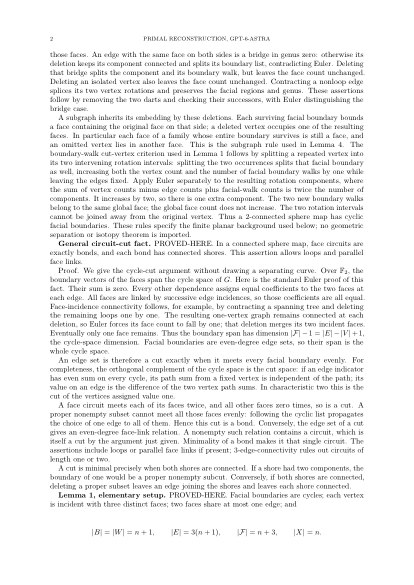 2 PRIMAL RECONSTRUCTION, GPT-6-ASTRA
those faces. An edge with the same face on both sides is a bridge in genus zero: otherwise its
deletion keeps its component connected and splits its boundary list, contradicting Euler. Deleting
that bridge splits the component and its boundary walk, but leaves the face count unchanged.
Deleting an isolated vertex also leaves the face count unchanged. Contracting a nonloop edge
splices its two vertex rotations and preserves the facial regions and genus. These assertions
follow by removing the two darts and checking their successors, with Euler distinguishing the
bridge case.
A subgraph inherits its embedding by these deletions. Each surviving facial boundary bounds
a face containing the original face on that side; a deleted vertex occupies one of the resulting
faces. In particular each face of a family whose entire boundary survives is still a face, and
an omitted vertex lies in another face. This is the subgraph rule used in Lemma 4. The
boundary-walk cut-vertex criterion used in Lemma 1 follows by splitting a repeated vertex into
its two intervening rotation intervals: splitting the two occurrences splits that facial boundary
as well, increasing both the vertex count and the number of facial boundary walks by one while
leaving the edges fixed. Apply Euler separately to the resulting rotation components, where
the sum of vertex counts minus edge counts plus facial-walk counts is twice the number of
components. It increases by two, so there is one extra component. The two new boundary walks
belong to the same global face; the global face count does not increase. The two rotation intervals
cannot be joined away from the original vertex. Thus a 2-connected sphere map has cyclic
facial boundaries. These rules specify the finite planar background used below; no geometric
separation or isotopy theorem is imported.
General circuit-cut fact. PROVED-HERE. In a connected sphere map, face circuits are
exactly bonds, and each bond has connected shores. This assertion allows loops and parallel
face links.
Proof. We give the cycle-cut argument without drawing a separating curve. Over F₂, the
boundary vectors of the faces span the cycle space of G. Here is the standard Euler proof of this
fact. Their sum is zero. Every other dependence assigns equal coefficients to the two faces at
each edge. All faces are linked by successive edge incidences, so those coefficients are all equal.
Face-incidence connectivity follows, for example, by contracting a spanning tree and deleting
the remaining loops one by one. The resulting one-vertex graph remains connected at each
deletion, so Euler forces its face count to fall by one; that deletion merges its two incident faces.
Eventually only one face remains. Thus the boundary span has dimension |F| − 1 = |E| − |V| + 1,
the cycle-space dimension. Facial boundaries are even-degree edge sets, so their span is the
whole cycle space.
An edge set is therefore a cut exactly when it meets every facial boundary evenly. For
completeness, the orthogonal complement of the cycle space is the cut space: if an edge indicator
has even sum on every cycle, its path sum from a fixed vertex is independent of the path; its
value on an edge is the difference of the two vertex path sums. In characteristic two this is the
cut of the vertices assigned value one.
A face circuit meets each of its faces twice, and all other faces zero times, so is a cut. A
proper nonempty subset cannot meet all those faces evenly: following the cyclic list propagates
the choice of one edge to all of them. Hence this cut is a bond. Conversely, the edge set of a cut
gives an even-degree face-link relation. A nonempty such relation contains a circuit, which is
itself a cut by the argument just given. Minimality of a bond makes it that single circuit. The
assertions include loops or parallel face links if present; 3-edge-connectivity rules out circuits of
length one or two.
A cut is minimal precisely when both shores are connected. If a shore had two components, the
boundary of one would be a proper nonempty subcut. Conversely, if both shores are connected,
deleting a proper subset leaves an edge joining the shores and leaves each shore connected.
Lemma 1, elementary setup. PROVED-HERE. Facial boundaries are cycles; each vertex
is incident with three distinct faces; two faces share at most one edge; and
|B| = |W| = n + 1, |E| = 3(n + 1), |F| = n + 3, |X| = n.